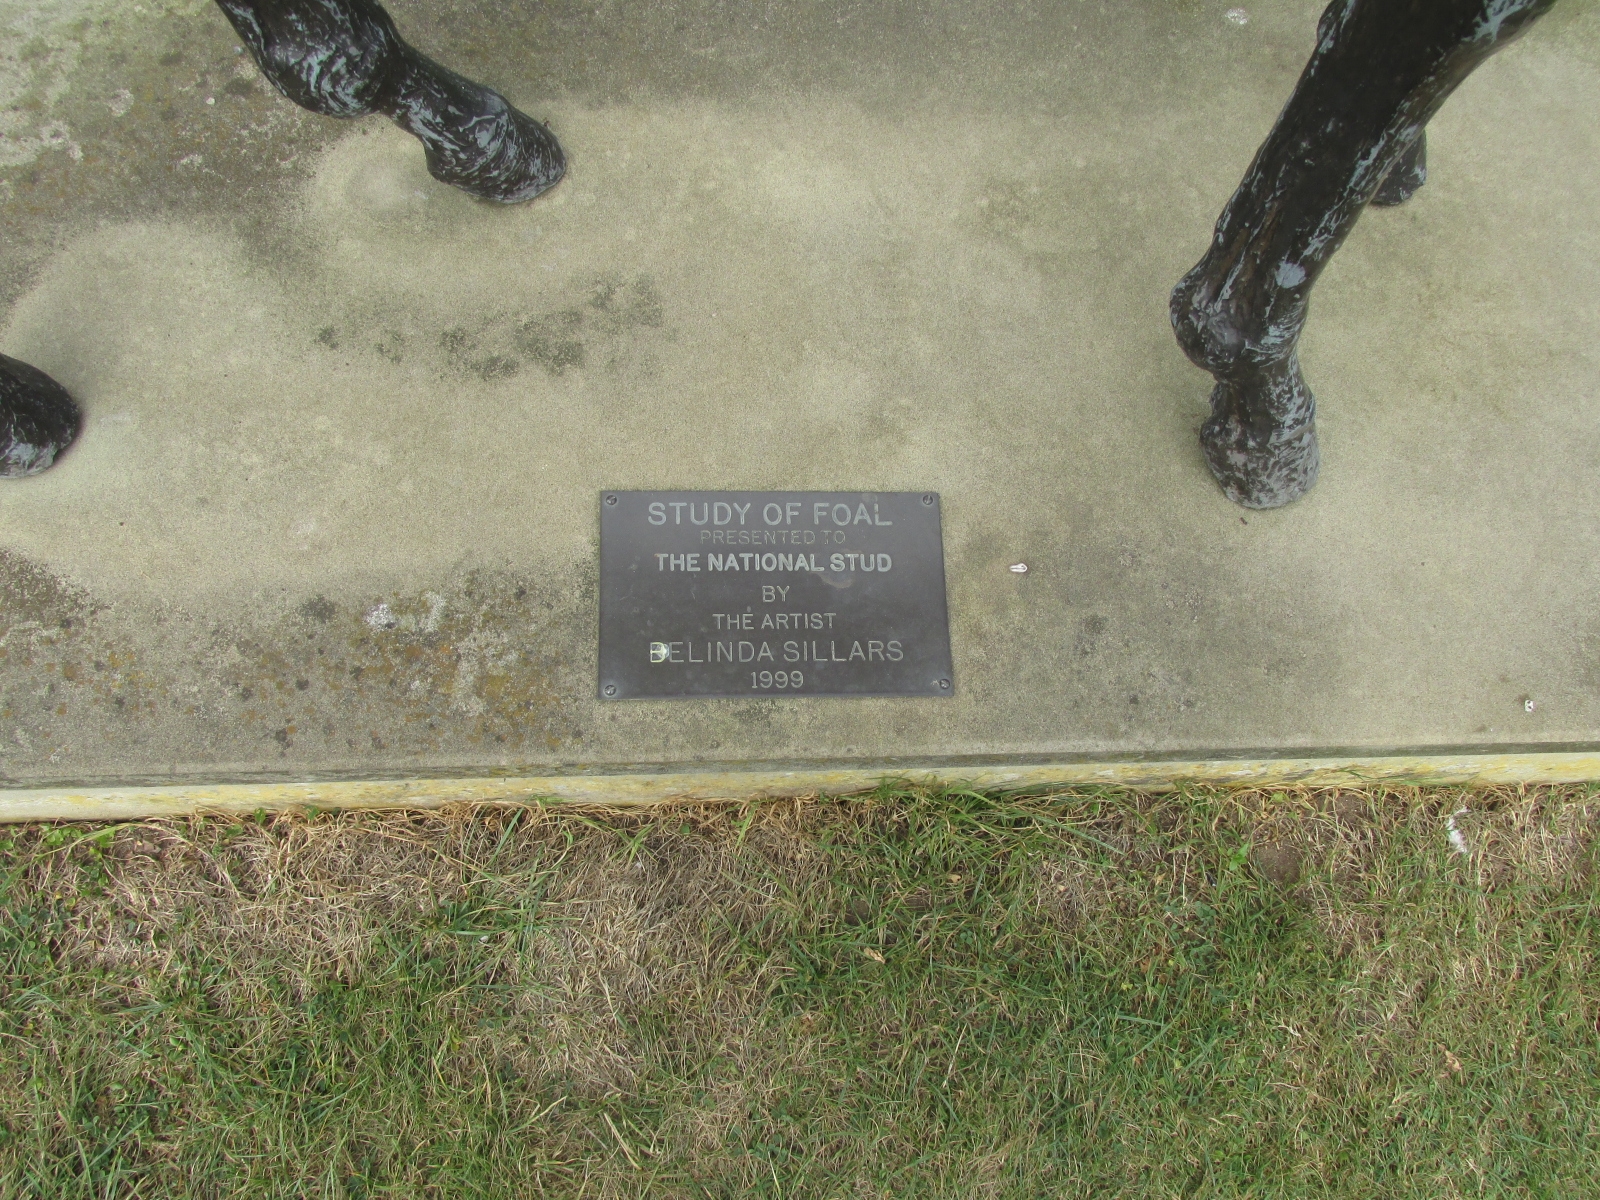 STUDY OF FOAL
PRESENTED TO
THE NATIONAL STUD
BY
THE ARTIST
BELINDA SILLARS
1999